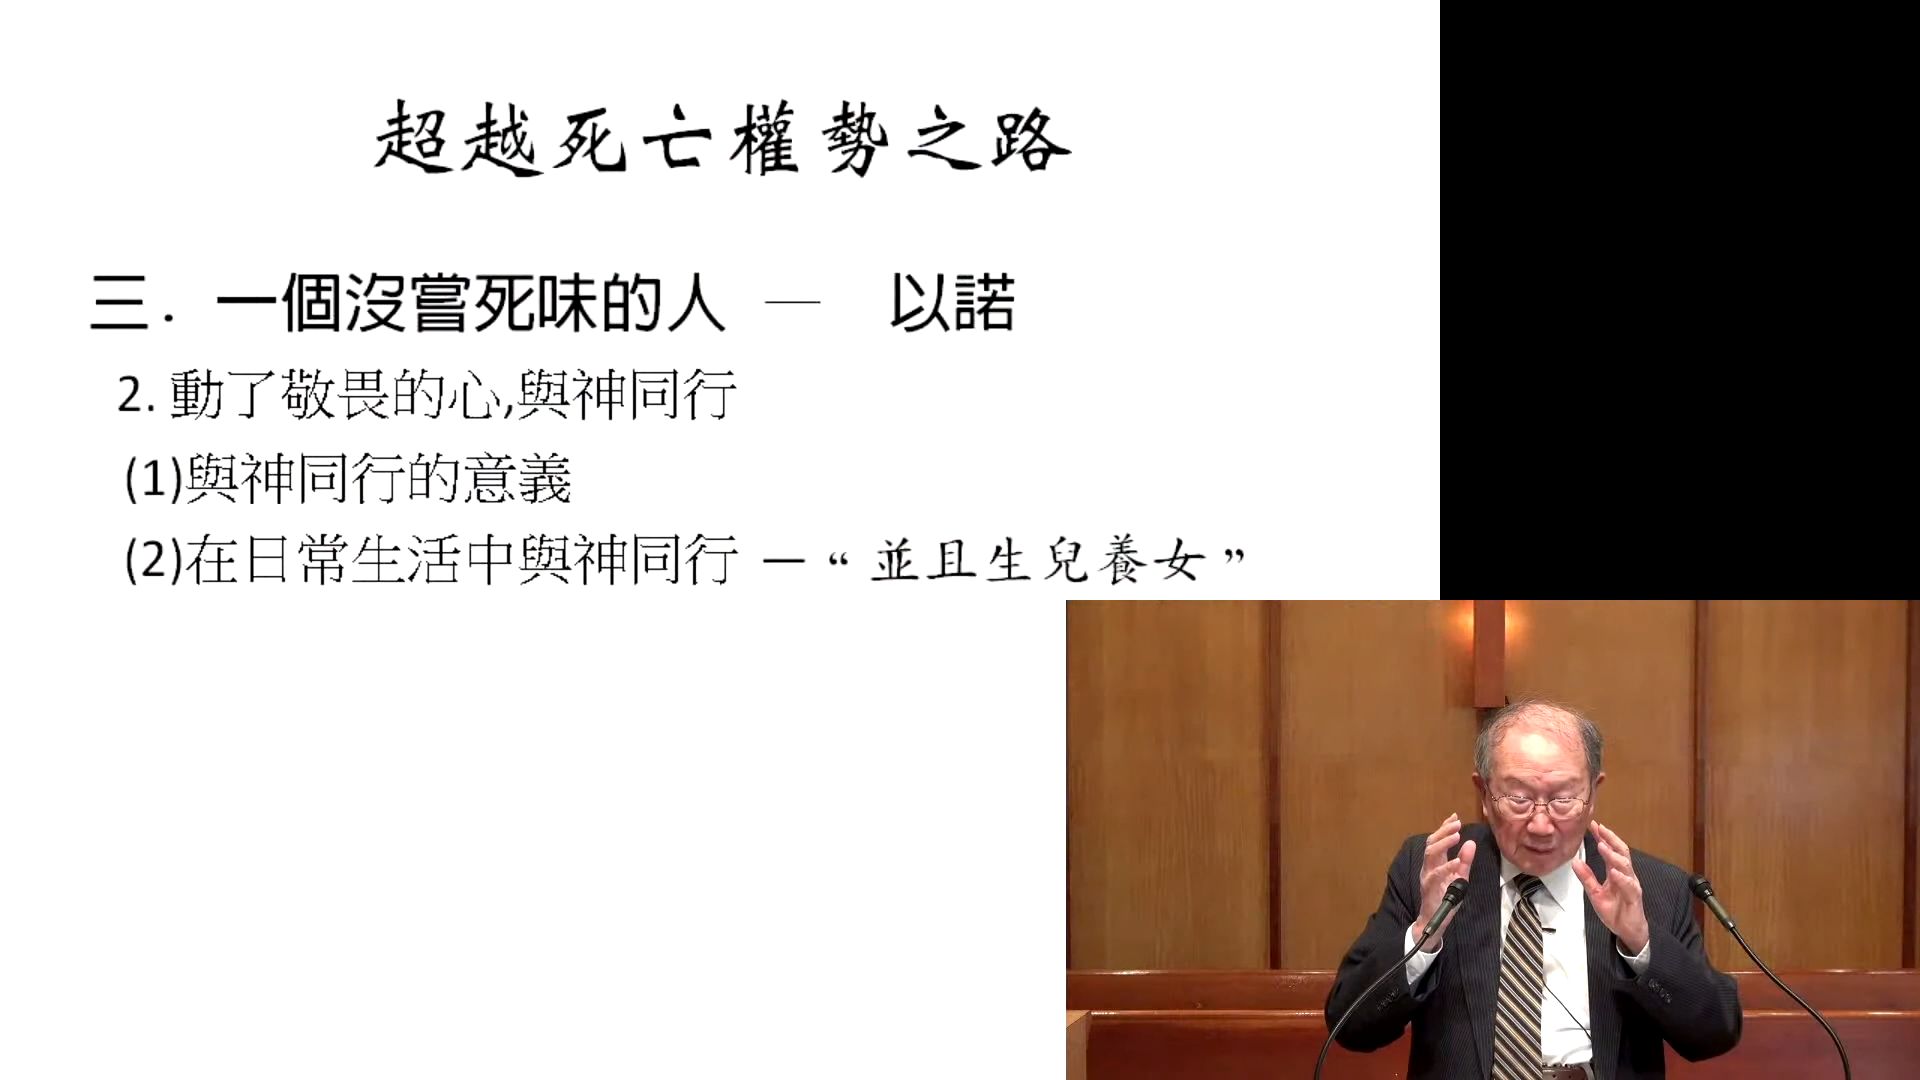 超越死亡權勢之路
三．一個沒嘗死味的人 — 以諾
2. 動了敬畏的心,與神同行
(1)與神同行的意義
(2)在日常生活中與神同行 —“並且生兒養女”